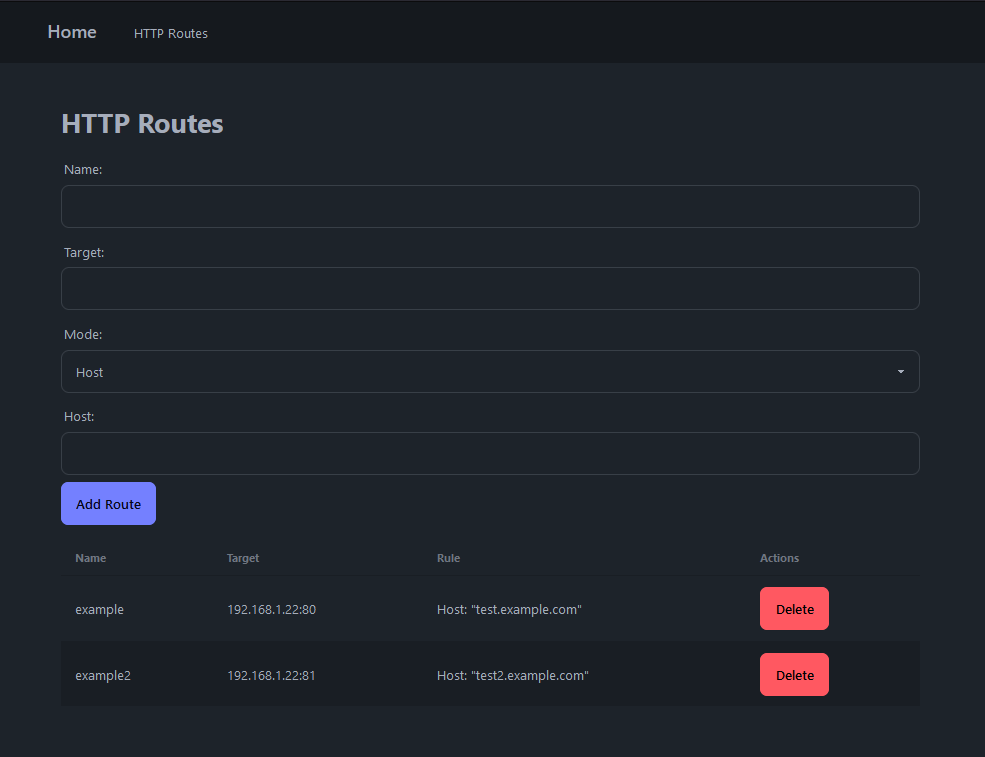 Home HTTP Routes
HTTP Routes
Name:
Target:
Mode:
Host
Host:
Add Route
Name Target Rule Actions
example 192.168.1.22:80 Host: "test.example.com" Delete
example2 192.168.1.22:81 Host: "test2.example.com" Delete